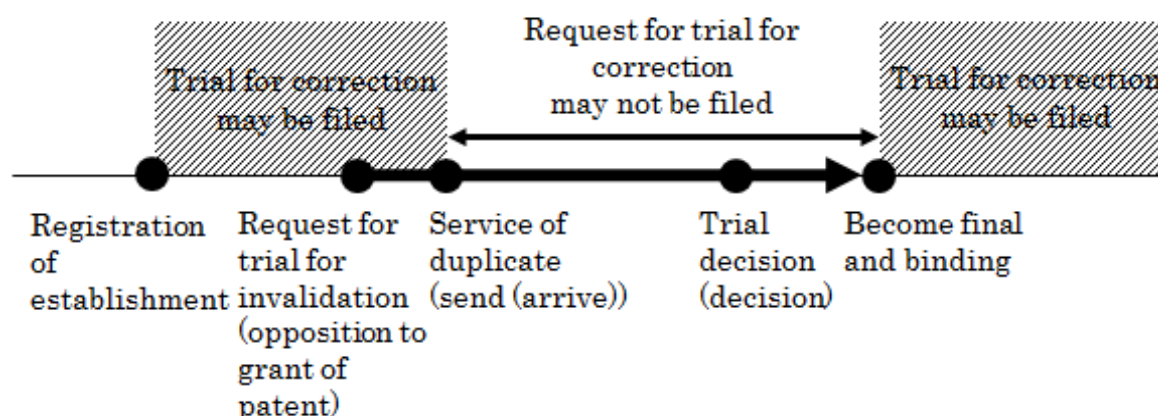 Trial for correction
may be filed
Request for trial for
correction
may not be filed
Trial for correction
may be filed
Registration
of
establishment
Request for
trial for
invalidation
(opposition to
grant of
patent)
Service of
duplicate
(send (arrive))
Trial
decision
(decision)
Become final
and binding